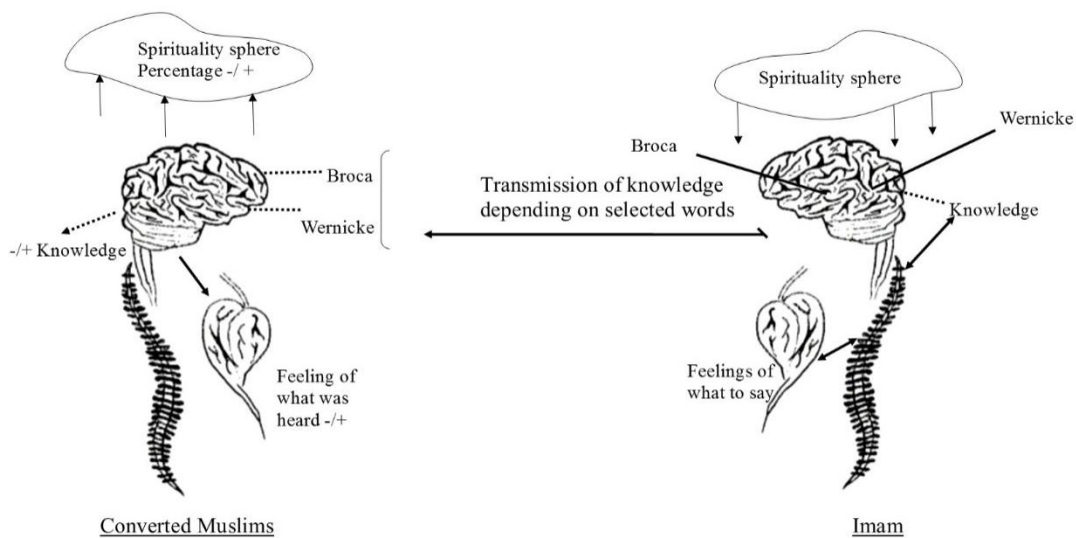 Spirituality sphere
Percentage -/ +
Broca
Wernicke
-/+ Knowledge
Feeling of
what was
heard -/+
Converted Muslims
Transmission of knowledge
depending on selected words
Spirituality sphere
Wernicke
Broca
Knowledge
Feelings of
what to say
Imam